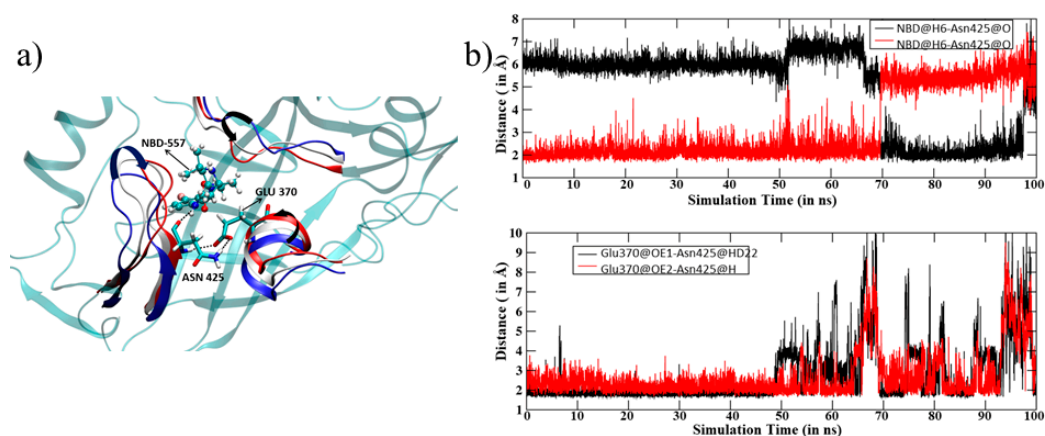 a)
NBD-557
GLU 370
ASN 425
b)
8
7
6
5
4
3
2
1
Distance ( in Å)
NBD@H6-Asn425@O
NBD@H6-Asn425@O
0 10 20 30 40 50 60 70 80 90 100
Simulation Time (in ns)
10
9
8
7
6
5
4
3
2
1
Distance (in Å)
Glu370@OE1-Asn425@HD22
Glu370@OE2-Asn425@H
0 10 20 30 40 50 60 70 80 90 100
Simulation Time (in ns)